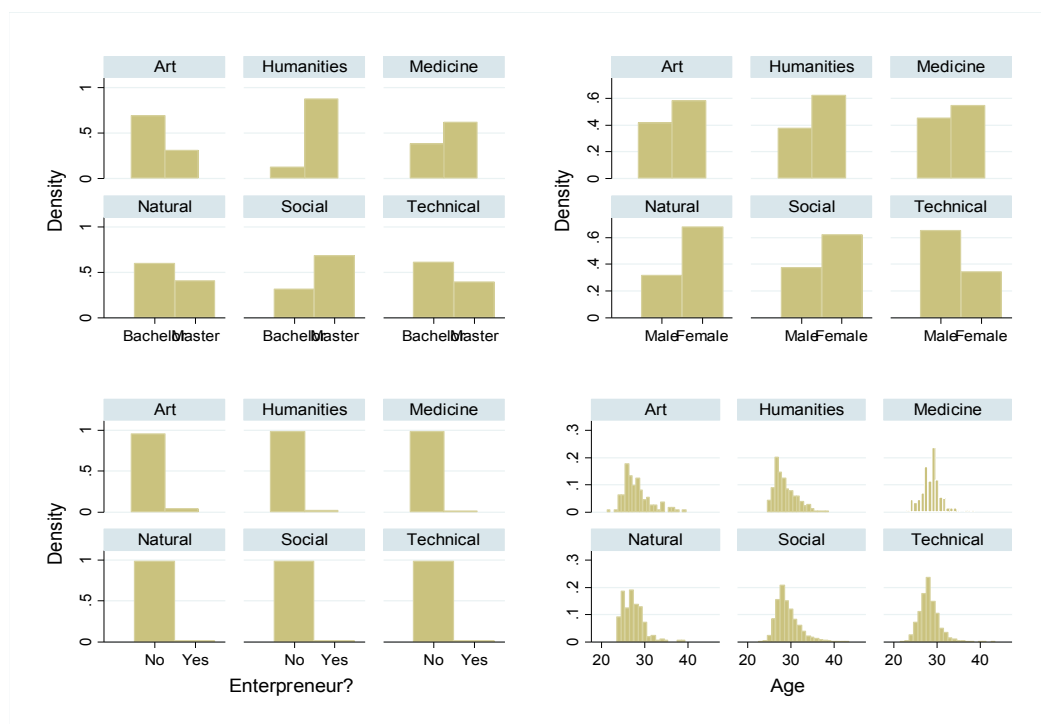 Art Humanities Medicine
1
.5
0
Natural Social Technical
1
.5
0
Bachelor Master Bachelor Master Bachelor Master
Density
Art Humanities Medicine
.6
.4
.2
0
Natural Social Technical
.6
.4
.2
0
Male Female Male Female Male Female
Density
Art Humanities Medicine
1
.5
0
Natural Social Technical
1
.5
0
No Yes No Yes No Yes
Density
Enterpreneur?
Art Humanities Medicine
.3
.2
.1
0
Natural Social Technical
.3
.2
.1
0
20 30 40 20 30 40 20 30 40
Age